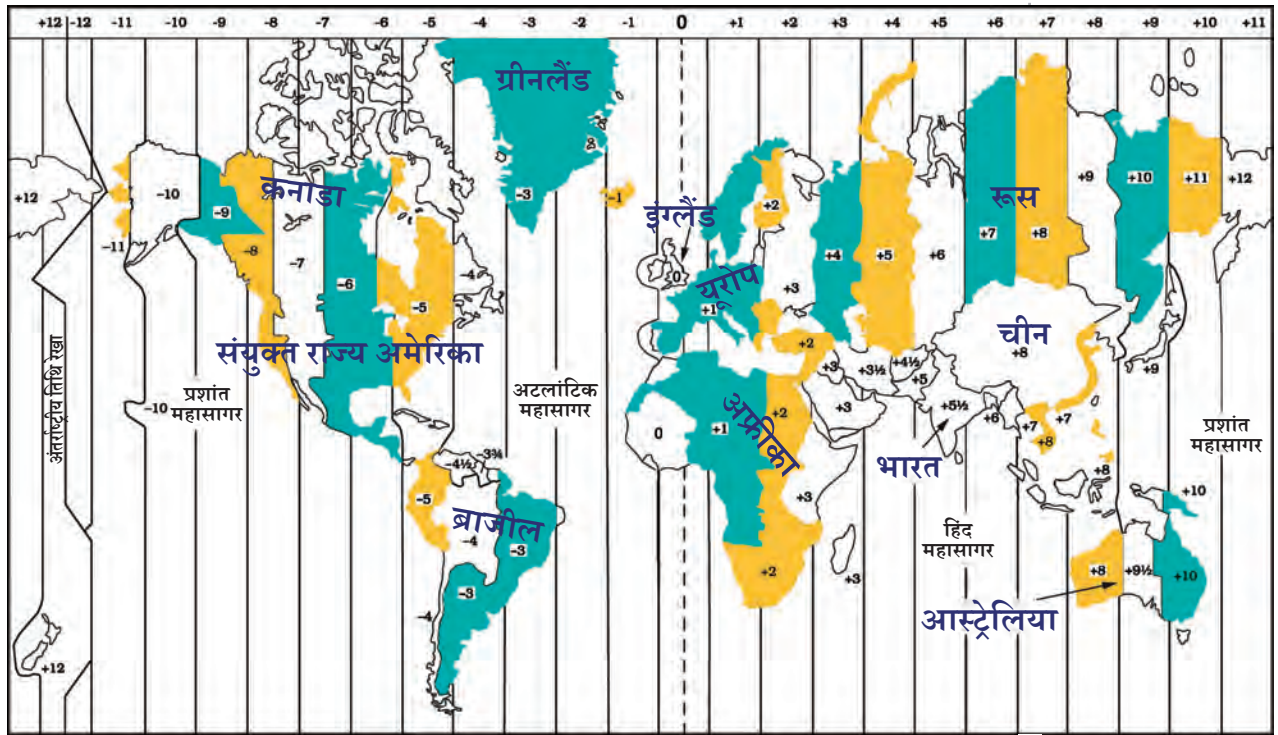 +12 -12 -11 -10 -9 -8 -7 -6 -5 -4 -3 -2 -1 0 +1 +2 +3 +4 +5 +6 +7 +8 +9 +10 +11
ग्रीनलैंड
कनाडा
रूस
इंग्लैंड
+12
-10
-9
-3
-1
+2
+9
+10
+11
+12
-11
-8
-7
-6
-5
-4
0
यूरोप
+1
+3
+4
+5
+6
+7
+8
संयुक्त राज्य अमेरिका
+2
चीन
+8
+3
+3½
+4½
+5
+9
अंतर्राष्ट्रीय तिथि रेखा
प्रशांत
महासागर
-10
अटलांटिक
महासागर
0
+1
अफ्रीका
+2
+3
+5½
+6
+7
+8
+7
प्रशांत
महासागर
भारत
-4½
-3¾
-5
ब्राजील
-4
-3
+3
+8
+10
हिंद
महासागर
-3
-4
+2
+3
+8
+9½
+10
आस्ट्रेलिया
+12